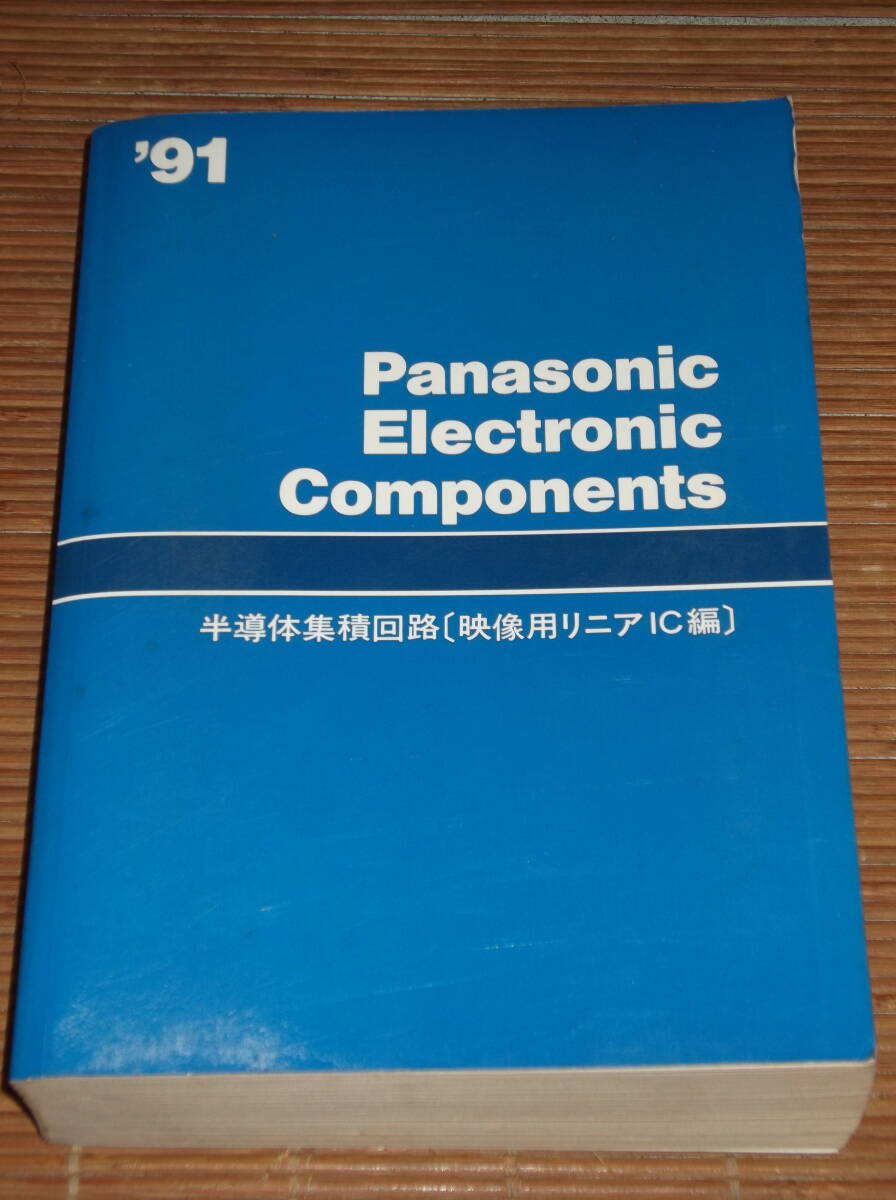 ’91
Panasonic
Electronic
Components
半導体集積回路〔映像用リニアIC編〕